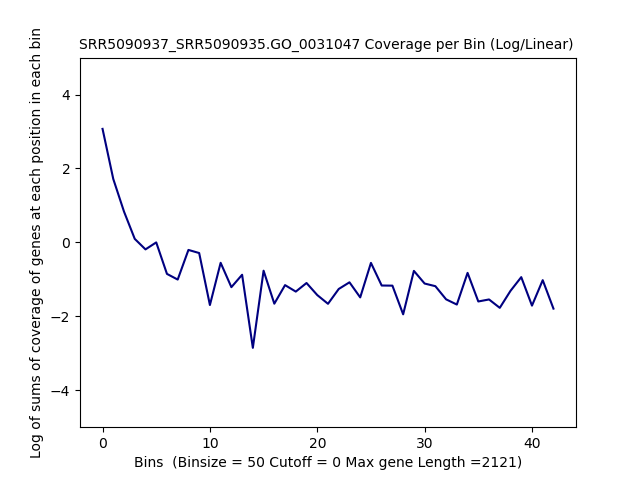 SRR5090937_SRR5090935.GO_0031047 Coverage per Bin (Log/Linear)
Log of sums of coverage of genes at each position in each bin
4
2
0
−2
−4
0 10 20 30 40
Bins  (Binsize = 50 Cutoff = 0 Max gene Length =2121)